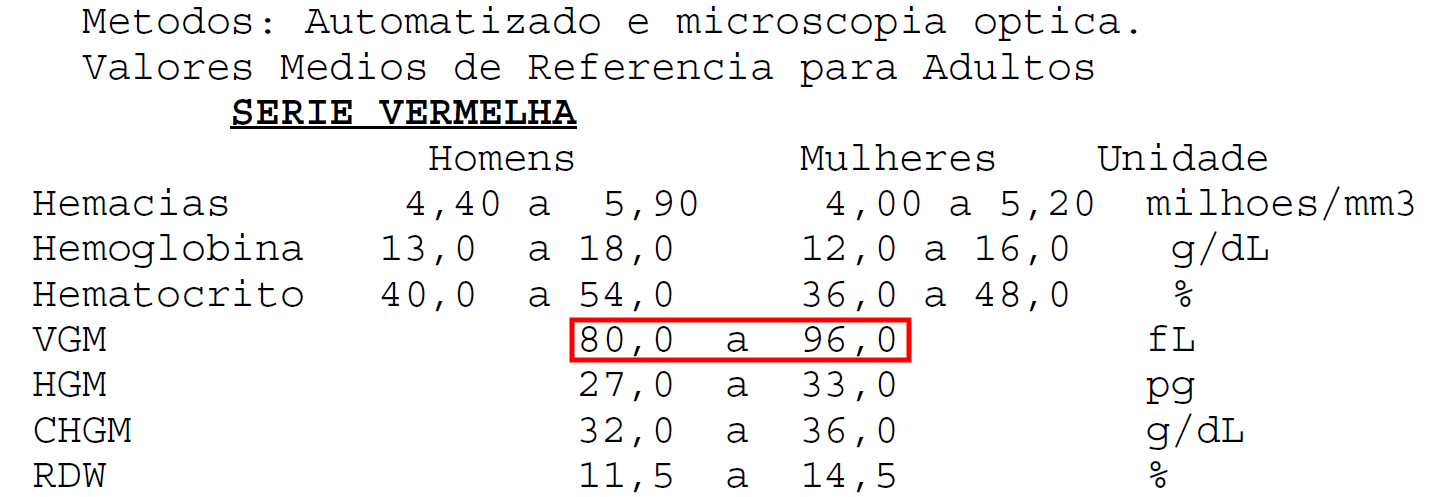 Metodos: Automatizado e microscopia optica.
Valores Medios de Referencia para Adultos
SERIE VERMELHA
Homens Mulheres Unidade
Hemacias 4,40 a 5,90 4,00 a 5,20 milhoes/mm3
Hemoglobina 13,0 a 18,0 12,0 a 16,0 g/dL
Hematocrito 40,0 a 54,0 36,0 a 48,0 %
VGM 80,0 a 96,0 fL
HGM 27,0 a 33,0 pg
CHGM 32,0 a 36,0 g/dL
RDW 11,5 a 14,5 %